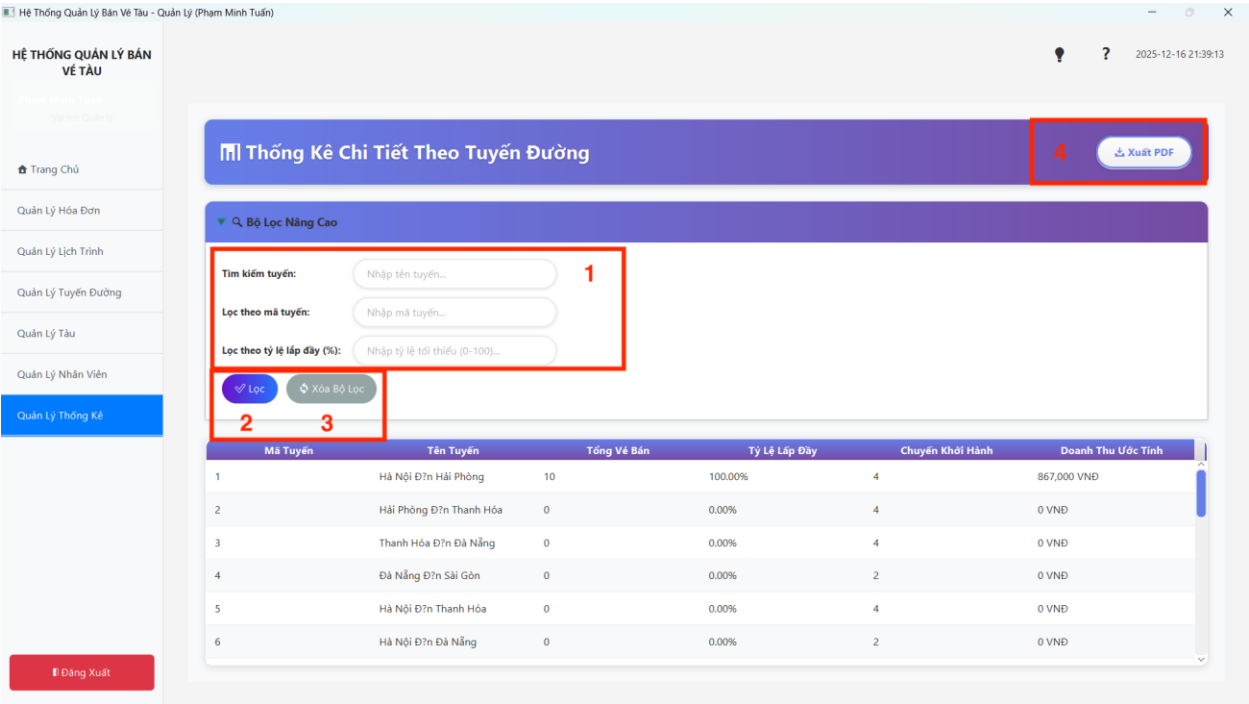 Hệ Thống Quản Lý Bán Vé Tàu - Quản Lý (Phạm Minh Tuấn)
HỆ THỐNG QUẢN LÝ BÁN
VÉ TÀU
? 2025-12-16 21:39:13
Trang Chủ
Quản Lý Hóa Đơn
Quản Lý Lịch Trình
Quản Lý Tuyến Đường
Quản Lý Tàu
Quản Lý Nhân Viên
Quản Lý Thống Kê
Đăng Xuất
Thống Kê Chi Tiết Theo Tuyến Đường
4
Xuất PDF
Bộ Lọc Nâng Cao
Tìm kiếm tuyến: Nhập tên tuyến... 1
Lọc theo mã tuyến: Nhập mã tuyến...
Lọc theo tỷ lệ lấp đầy (%): Nhập tỷ lệ tối thiểu (0-100)...
Lọc Xóa Bộ Lọc
2 3
Mã Tuyến Tên Tuyến Tổng Vé Bán Tỷ Lệ Lấp Đầy Chuyến Khởi Hành Doanh Thu Ước Tính
1 Hà Nội Đ?n Hải Phòng 10 100.00% 4 867,000 VNĐ
2 Hải Phòng Đ?n Thanh Hóa 0 0.00% 4 0 VNĐ
3 Thanh Hóa Đ?n Đà Nẵng 0 0.00% 4 0 VNĐ
4 Đà Nẵng Đ?n Sài Gòn 0 0.00% 2 0 VNĐ
5 Hà Nội Đ?n Thanh Hóa 0 0.00% 4 0 VNĐ
6 Hà Nội Đ?n Đà Nẵng 0 0.00% 2 0 VNĐ